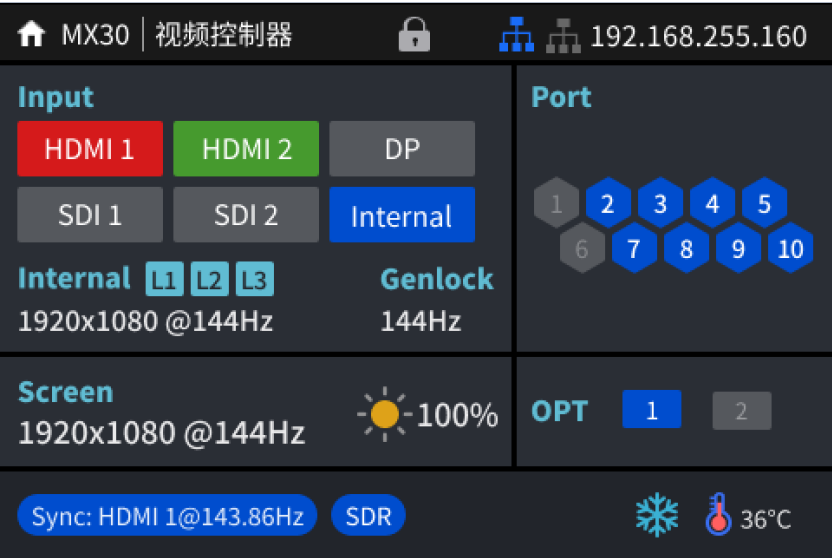 MX30 | 视频控制器 192.168.255.160
Input
HDMI 1 HDMI 2 DP
SDI 1 SDI 2 Internal
Internal L1 L2 L3 Genlock
1920x1080 @144Hz 144Hz
Port
1 2 3 4 5
6 7 8 9 10
Screen
1920x1080 @144Hz 100%
OPT 1 2
Sync: HDMI 1@143.86Hz SDR 36°C